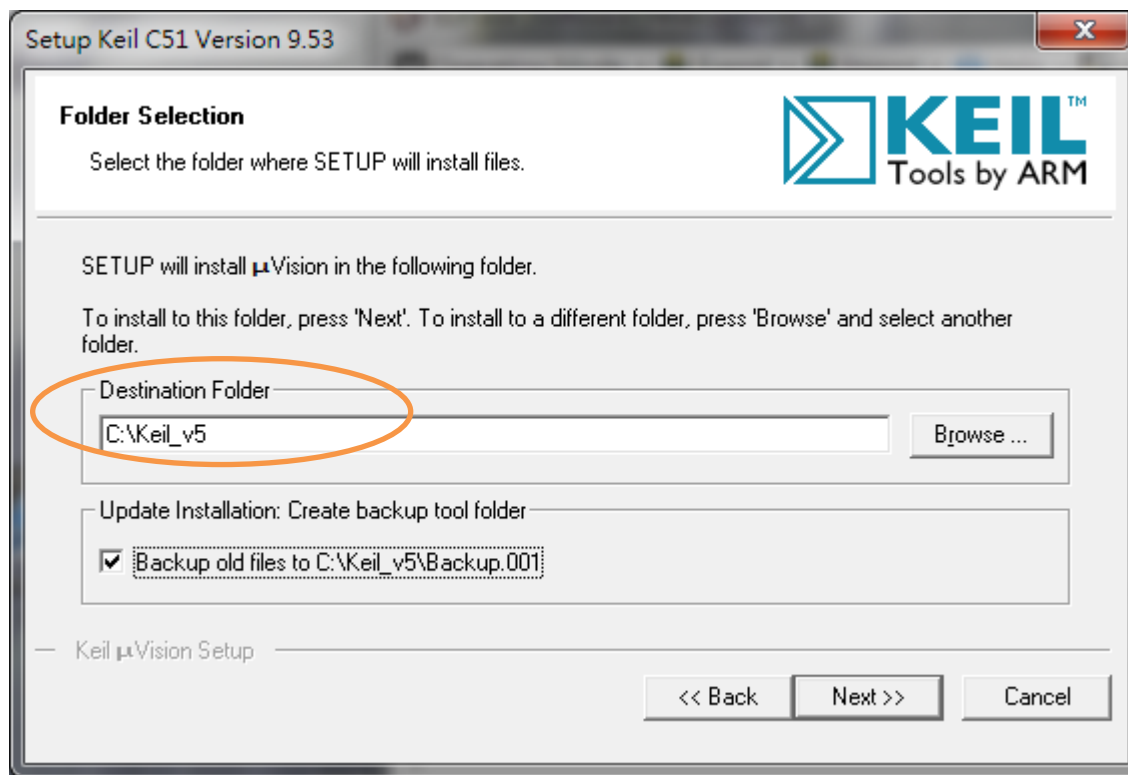 Setup Keil C51 Version 9.53
Folder Selection
Select the folder where SETUP will install files.
KEIL™
Tools by ARM
SETUP will install µVision in the following folder.
To install to this folder, press 'Next'. To install to a different folder, press 'Browse' and select another
folder.
Destination Folder
C:\Keil_v5
Browse ...
Update Installation: Create backup tool folder
Backup old files to C:\Keil_v5\Backup.001
Keil µVision Setup
<< Back
Next >>
Cancel